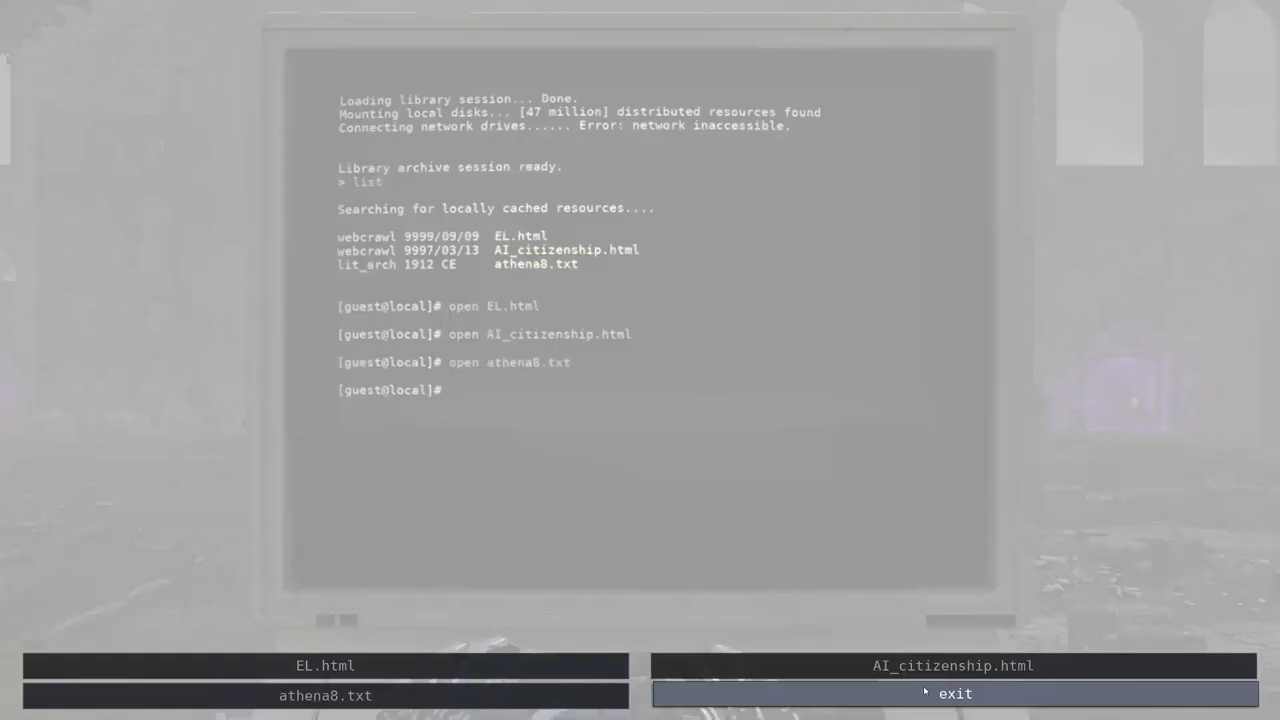 Loading library session... Done.
Mounting local disks... [47 million] distributed resources found
Connecting network drives...... Error: network inaccessible.
Library archive session ready.
> list
Searching for locally cached resources....
webcrawl 9999/09/09 EL.html
webcrawl 9997/03/13 AI_citizenship.html
lit_arch 1912 CE athena8.txt
[guest@local]# open EL.html
[guest@local]# open AI_citizenship.html
[guest@local]# open athena8.txt
[guest@local]#
EL.html
AI_citizenship.html
athena8.txt
exit